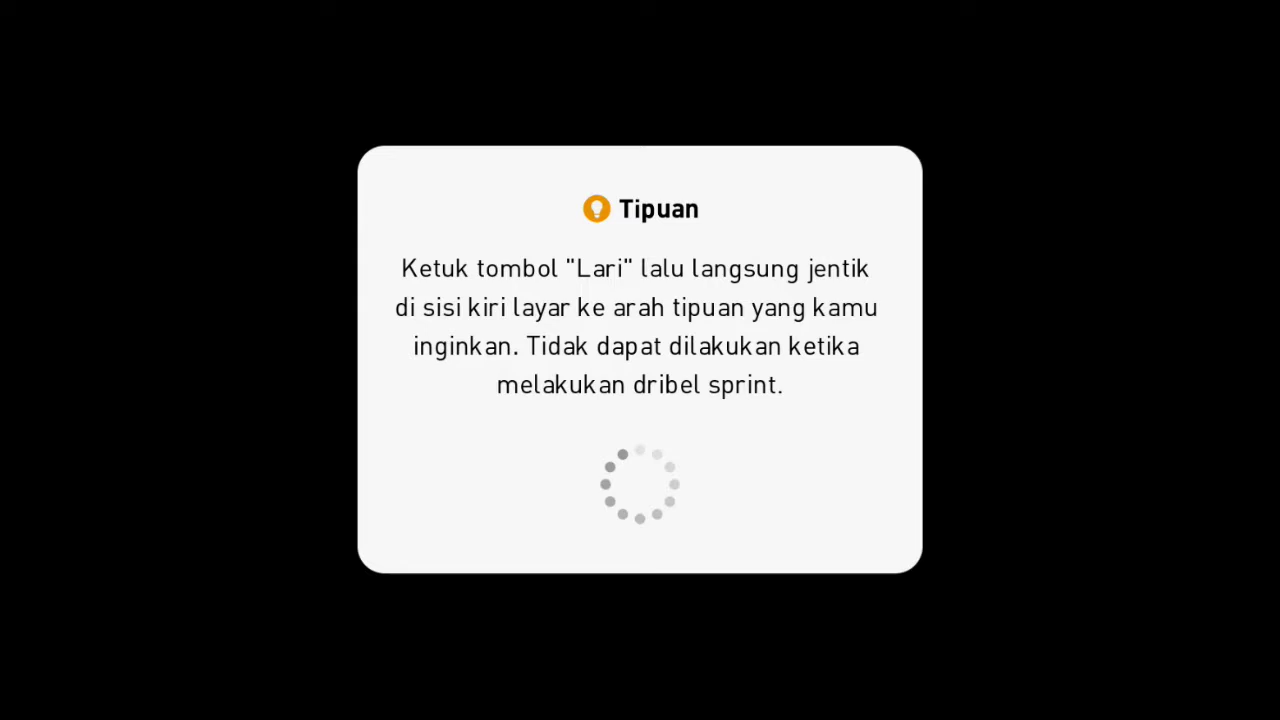 Tipuan
Ketuk tombol "Lari" lalu langsung jentik
di sisi kiri layar ke arah tipuan yang kamu
inginkan. Tidak dapat dilakukan ketika
melakukan dribel sprint.